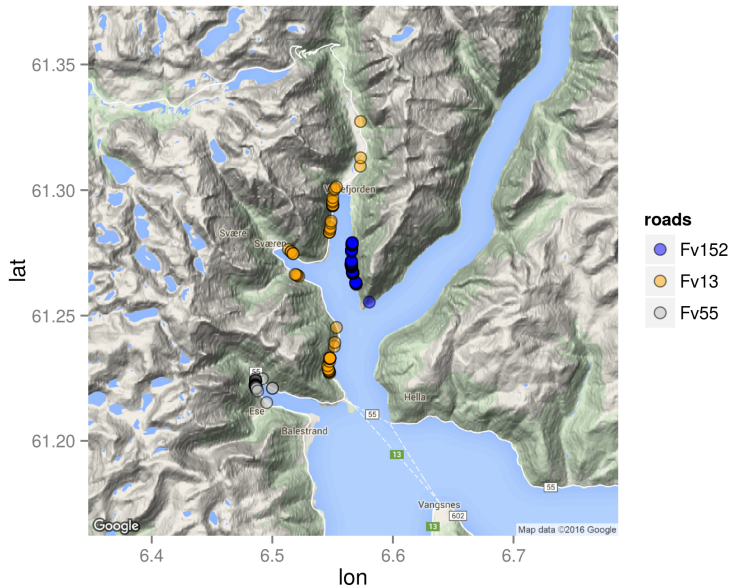 61.35
61.30
61.25
61.20
lat
6.4
6.5
6.6
6.7
lon
roads
Fv152
Fv13
Fv55
efjorden
Svære
Sværen
55
Ese
Balestrand
Hella
55
13
55
Vangsnes
602
13
Google
Map data ©2016 Google